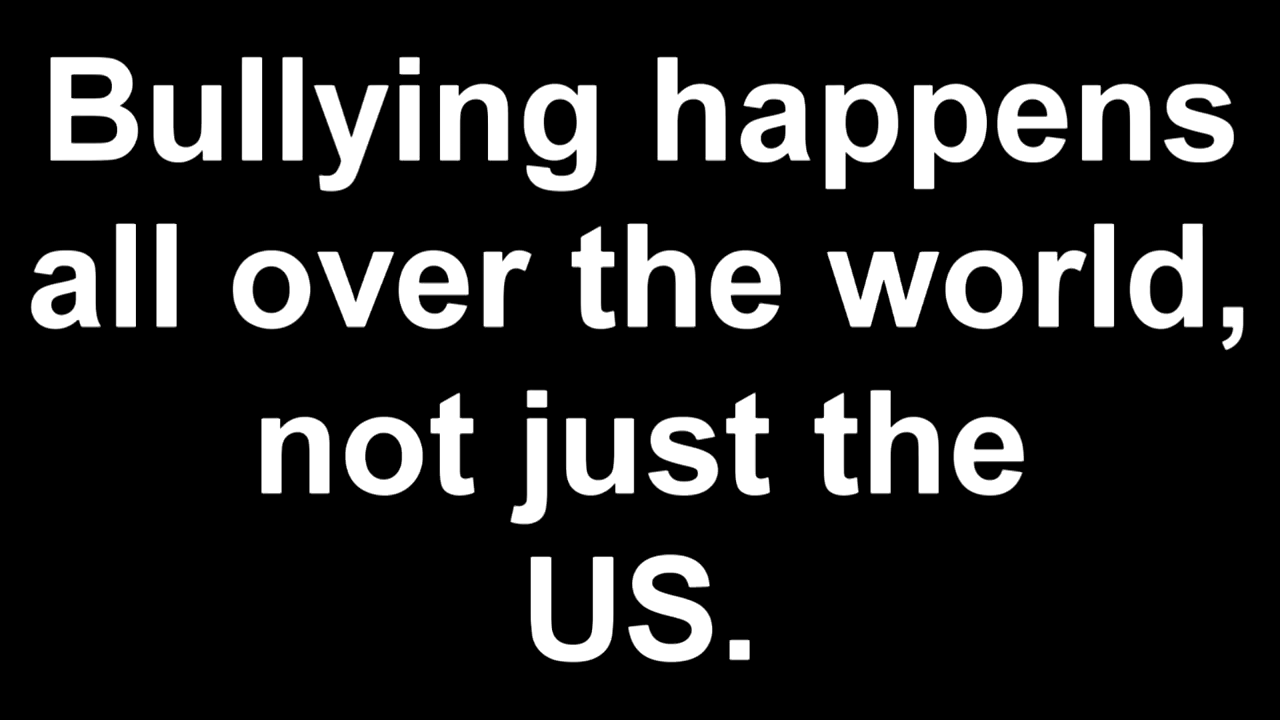 Bullying happens
all over the world,
not just the
US.